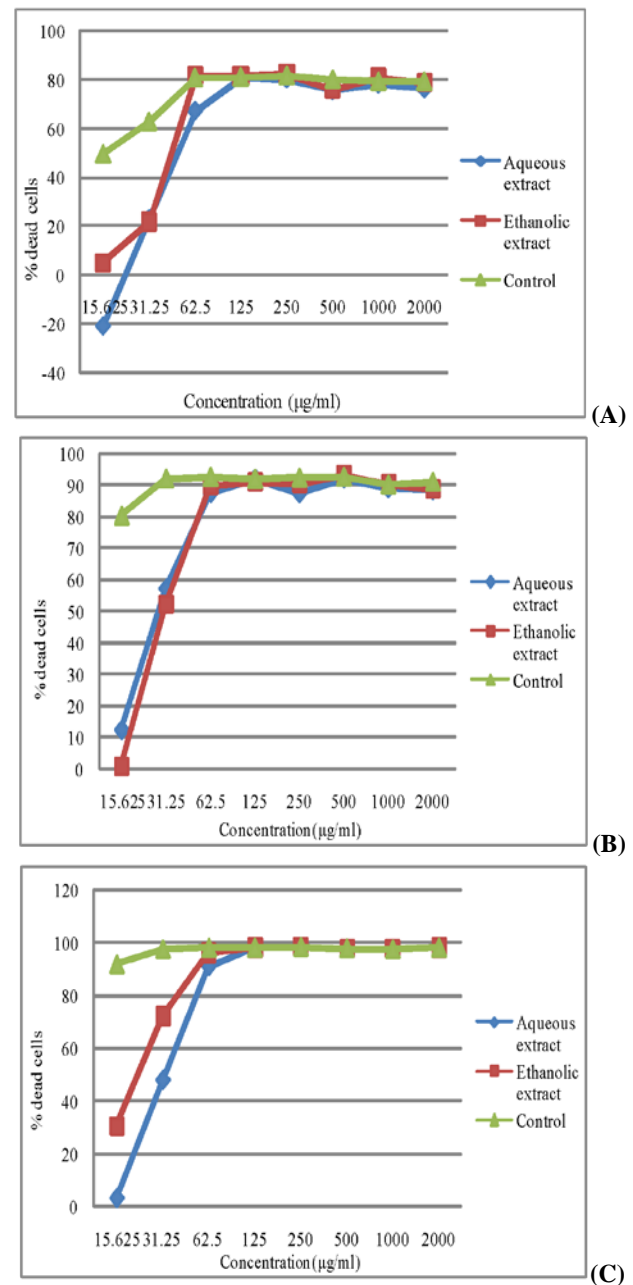 100
80
60
40
20
0
-20
-40
% dead cells
15.625 31.25 62.5 125 250 500 1000 2000
Concentration (µg/ml)
Aqueous
extract
Ethanolic
extract
Control
(A)
100
90
80
70
60
50
40
30
20
10
0
% dead cells
15.625 31.25 62.5 125 250 500 1000 2000
Concentration (µg/ml)
Aqueous
extract
Ethanolic
extract
Control
(B)
120
100
80
60
40
20
0
% dead cells
15.625 31.25 62.5 125 250 500 1000 2000
Concentration (µg/ml)
Aqueous
extract
Ethanolic
extract
Control
(C)